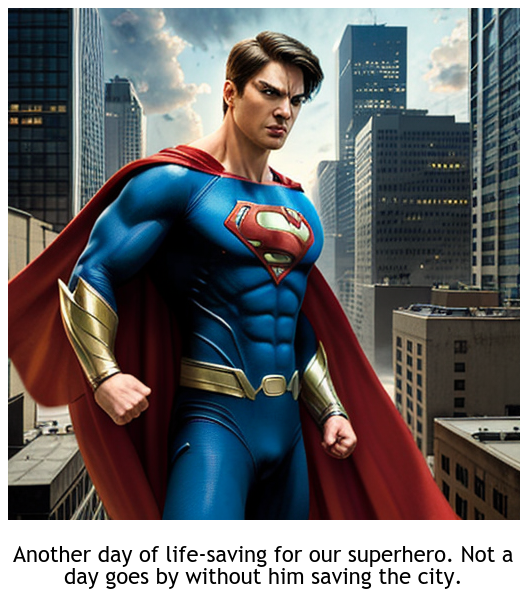 Another day of life-saving for our superhero. Not a
day goes by without him saving the city.